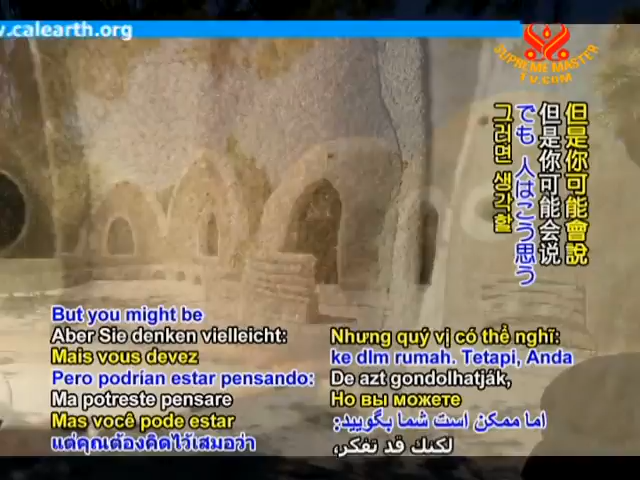 .calearth.org
SUPREME MASTER
TV.COM
但是你可能會說
但是你可能会说
でも 人はこう思う
그러면 생각할
But you might be
Aber Sie denken vielleicht:
Mais vous devez
Pero podrían estar pensando:
Ma potreste pensare
Mas você pode estar
แต่คุณต้องคิดไว้เสมอว่า
Nhưng quý vị có thể nghĩ:
ke dlm rumah. Tetapi, Anda
De azt gondolhatják,
Но вы можете
اما ممکن است شما بگویید:
لكنك قد تفكر،